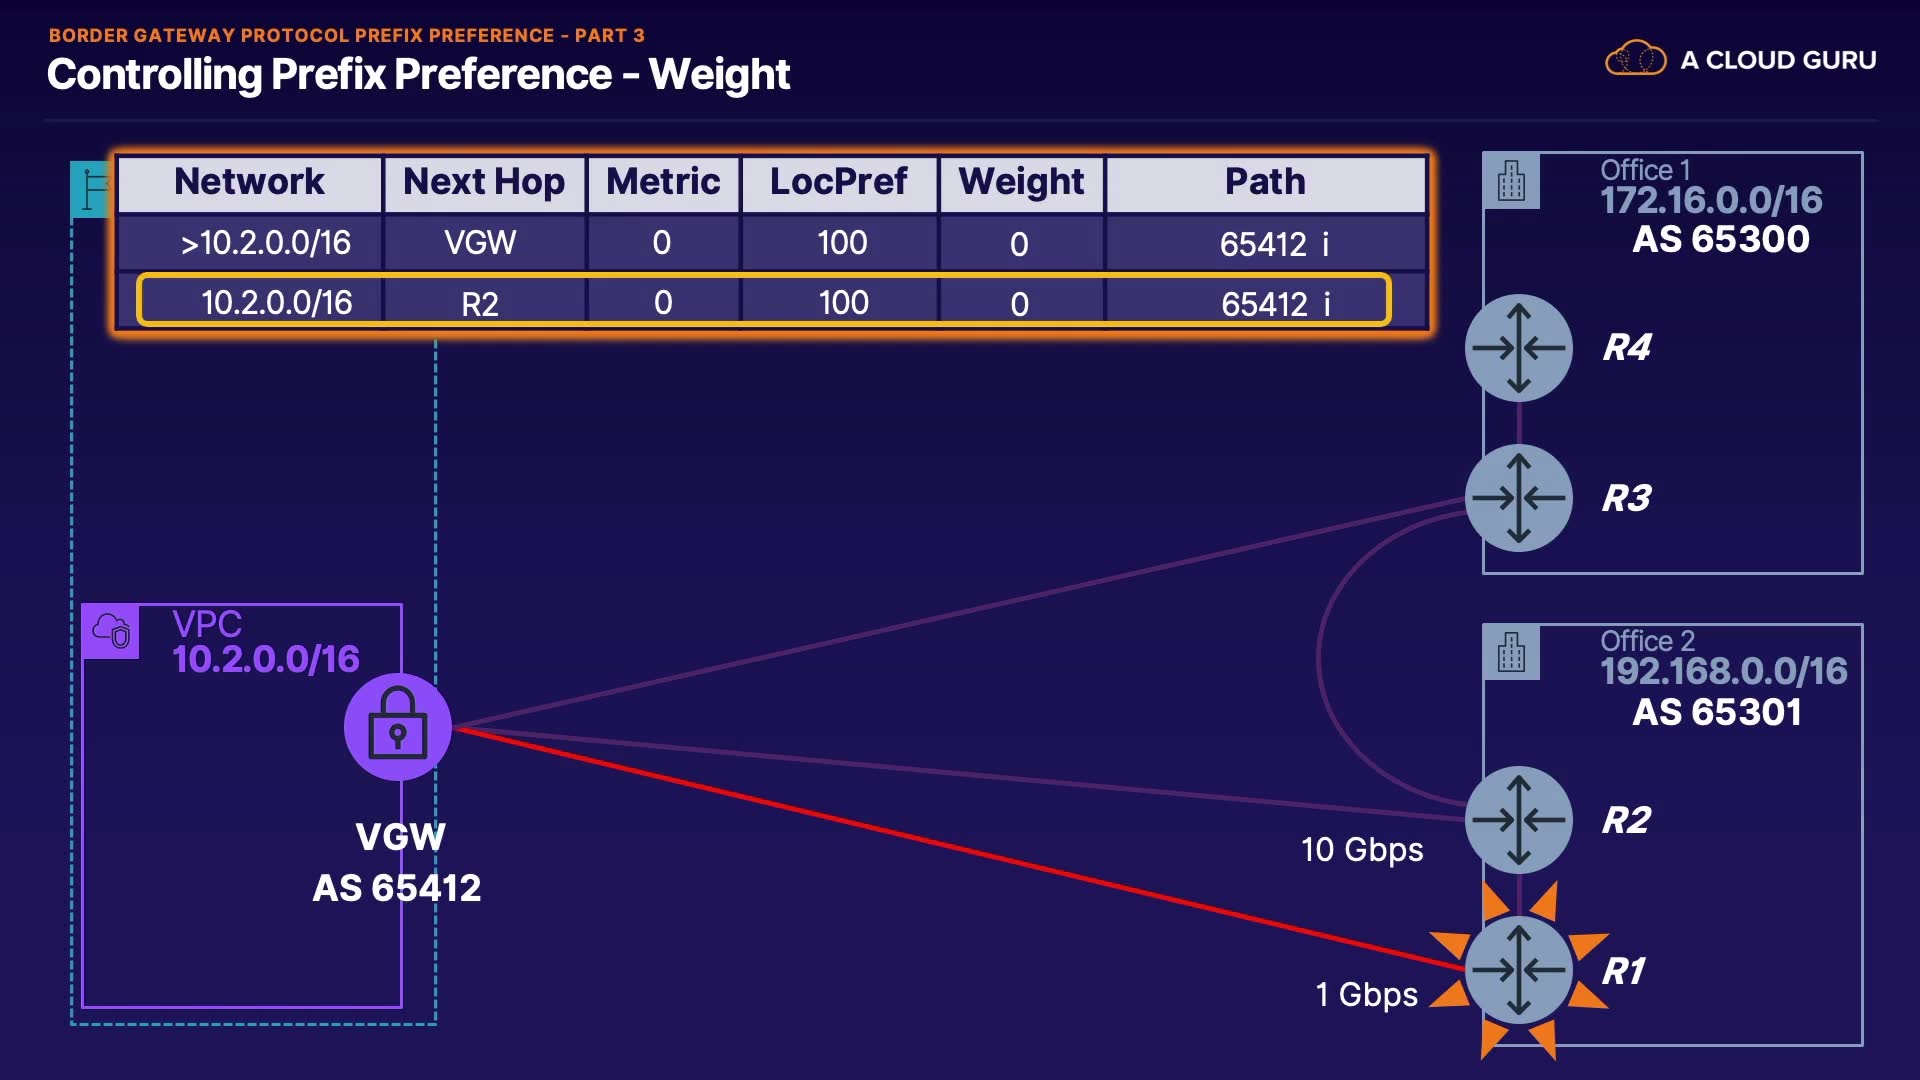 BORDER GATEWAY PROTOCOL PREFIX PREFERENCE - PART 3
Controlling Prefix Preference - Weight
A CLOUD GURU
Network Next Hop Metric LocPref Weight Path
>10.2.0.0/16 VGW 0 100 0 65412 i
10.2.0.0/16 R2 0 100 0 65412 i
Office 1
172.16.0.0/16
AS 65300
R4
R3
VPC
10.2.0.0/16
VGW
AS 65412
Office 2
192.168.0.0/16
AS 65301
R2
10 Gbps
R1
1 Gbps